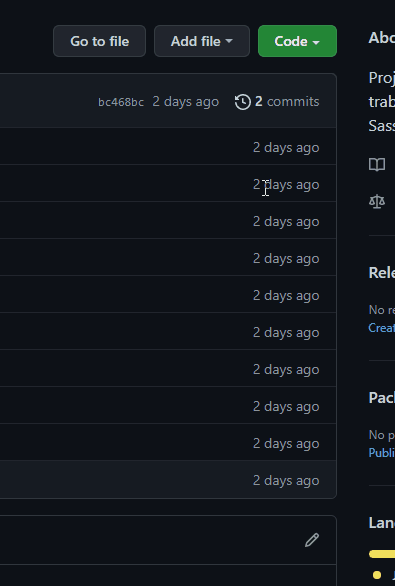 Go to file Add file Code
bc468bc 2 days ago 2 commits
2 days ago
2 days ago
2 days ago
2 days ago
2 days ago
2 days ago
2 days ago
2 days ago
2 days ago
2 days ago
Abo
Proj
trab
Sass
Rele
No re
Creat
Pack
No p
Publi
Lan